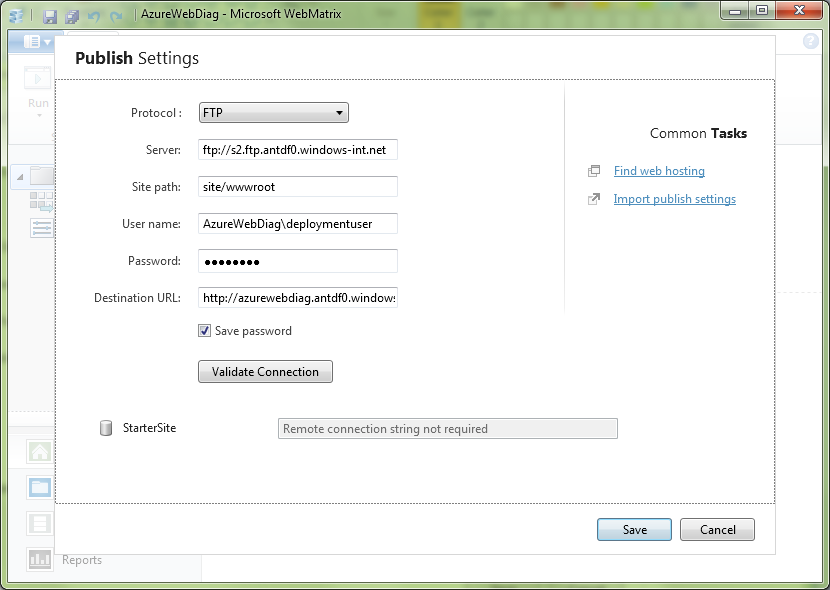 AzureWebDiag - Microsoft WebMatrix
Publish Settings
Run
Protocol :
FTP
Server:
ftp://s2.ftp.antdf0.windows-int.net
Site path:
site/wwwroot
User name:
AzureWebDiag\deploymentuser
Password:
●●●●●●●●
Destination URL:
http://azurewebdiag.antdf0.windows
Save password
Validate Connection
Common Tasks
Find web hosting
Import publish settings
StarterSite
Remote connection string not required
Save
Cancel
Reports